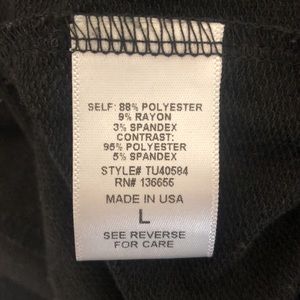 SELF: 88% POLYESTER
9% RAYON
3% SPANDEX
CONTRAST:
95% POLYESTER
5% SPANDEX
STYLE# TU40584
RN# 136656
MADE IN USA
L
SEE REVERSE
FOR CARE